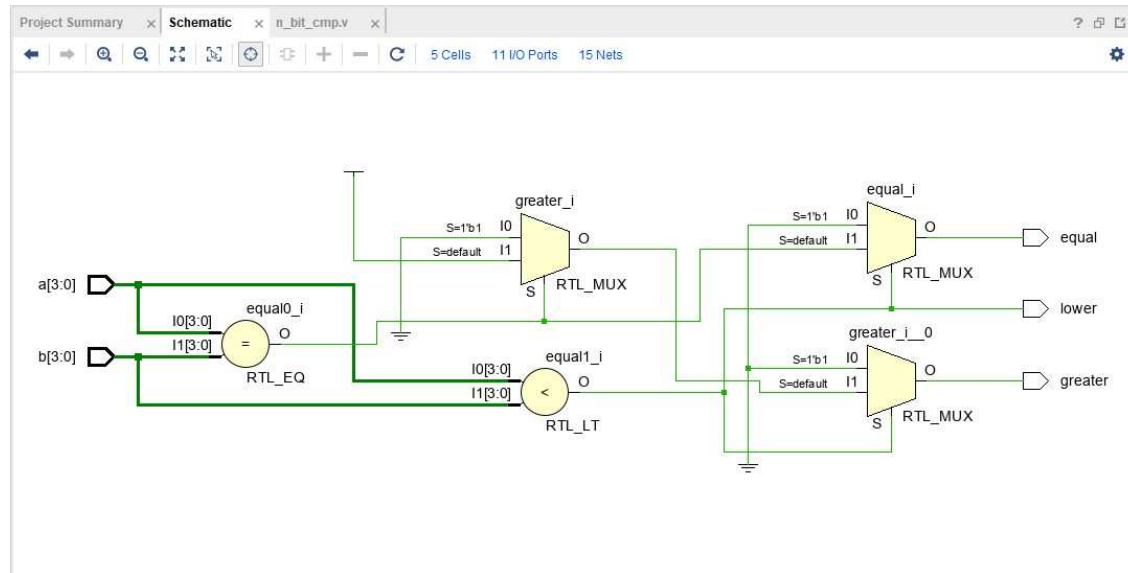 Project Summary × Schematic × n_bit_cmp.v ×
?
5 Cells 11 I/O Ports 15 Nets
greater_i
S=1'b1 I0
S=default I1
O
S
RTL_MUX
equal_i
S=1'b1 I0
S=default I1
O
S
RTL_MUX
equal
a[3:0]
b[3:0]
equal0_i
I0[3:0]
I1[3:0]
O
=
RTL_EQ
equal1_i
I0[3:0]
I1[3:0]
O
<
RTL_LT
lower
greater_i__0
S=1'b1 I0
S=default I1
O
S
RTL_MUX
greater